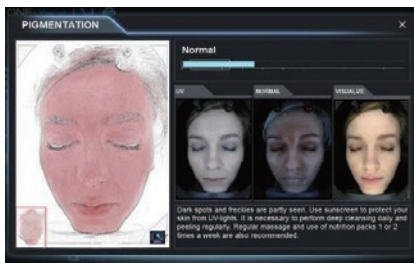 PIGMENTATION
Normal
UV
NORMAL
VISUALIZE
Dark spots and freckles are partly seen. Use sunscreen to protect your
skin from UV-lights. It is necessary to perform deep cleansing daily and
peeling regularly. Regular massage and use of nutrition packs 1 or 2
times a week are also recommended.